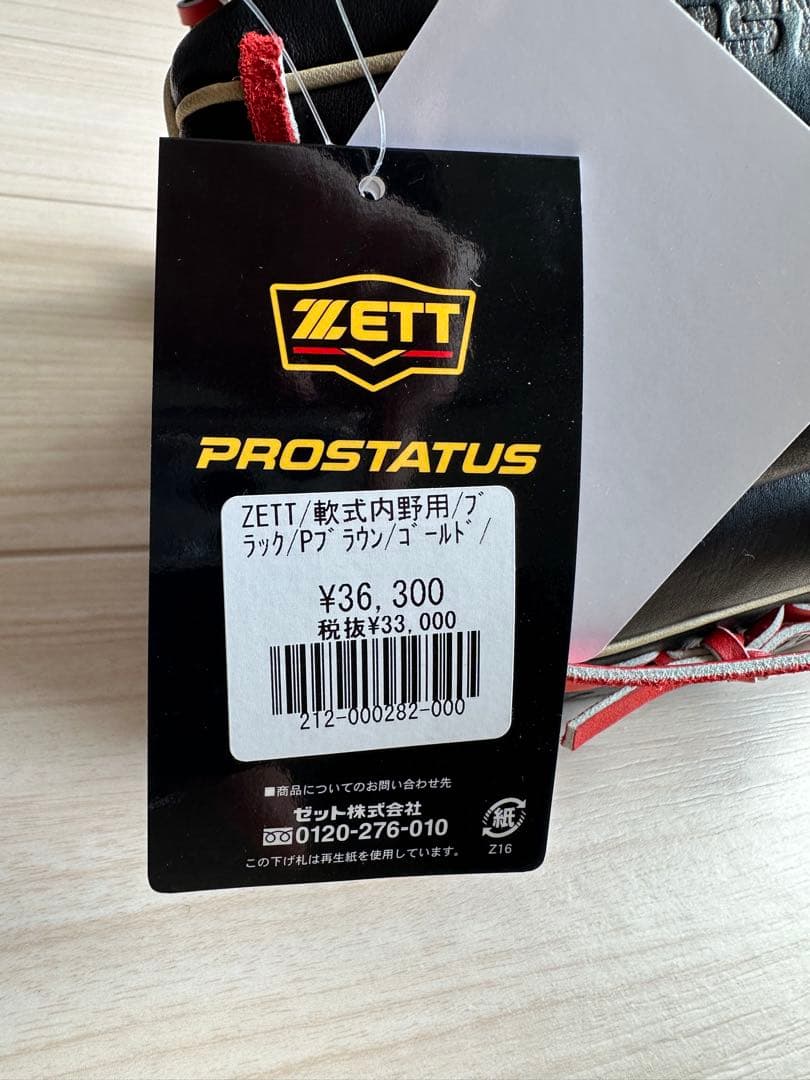 ZETT
PROSTATUS
ZETT/軟式内野用/ﾌﾞ
ﾗｯｸ/Pﾌﾞﾗｳﾝ/ｺﾞｰﾙﾄﾞ/
¥36,300
税抜¥33,000
212-000282-000
■商品についてのお問い合わせ先
ゼット株式会社
0120-276-010
この下げ札は再生紙を使用しています。
紙
Z16